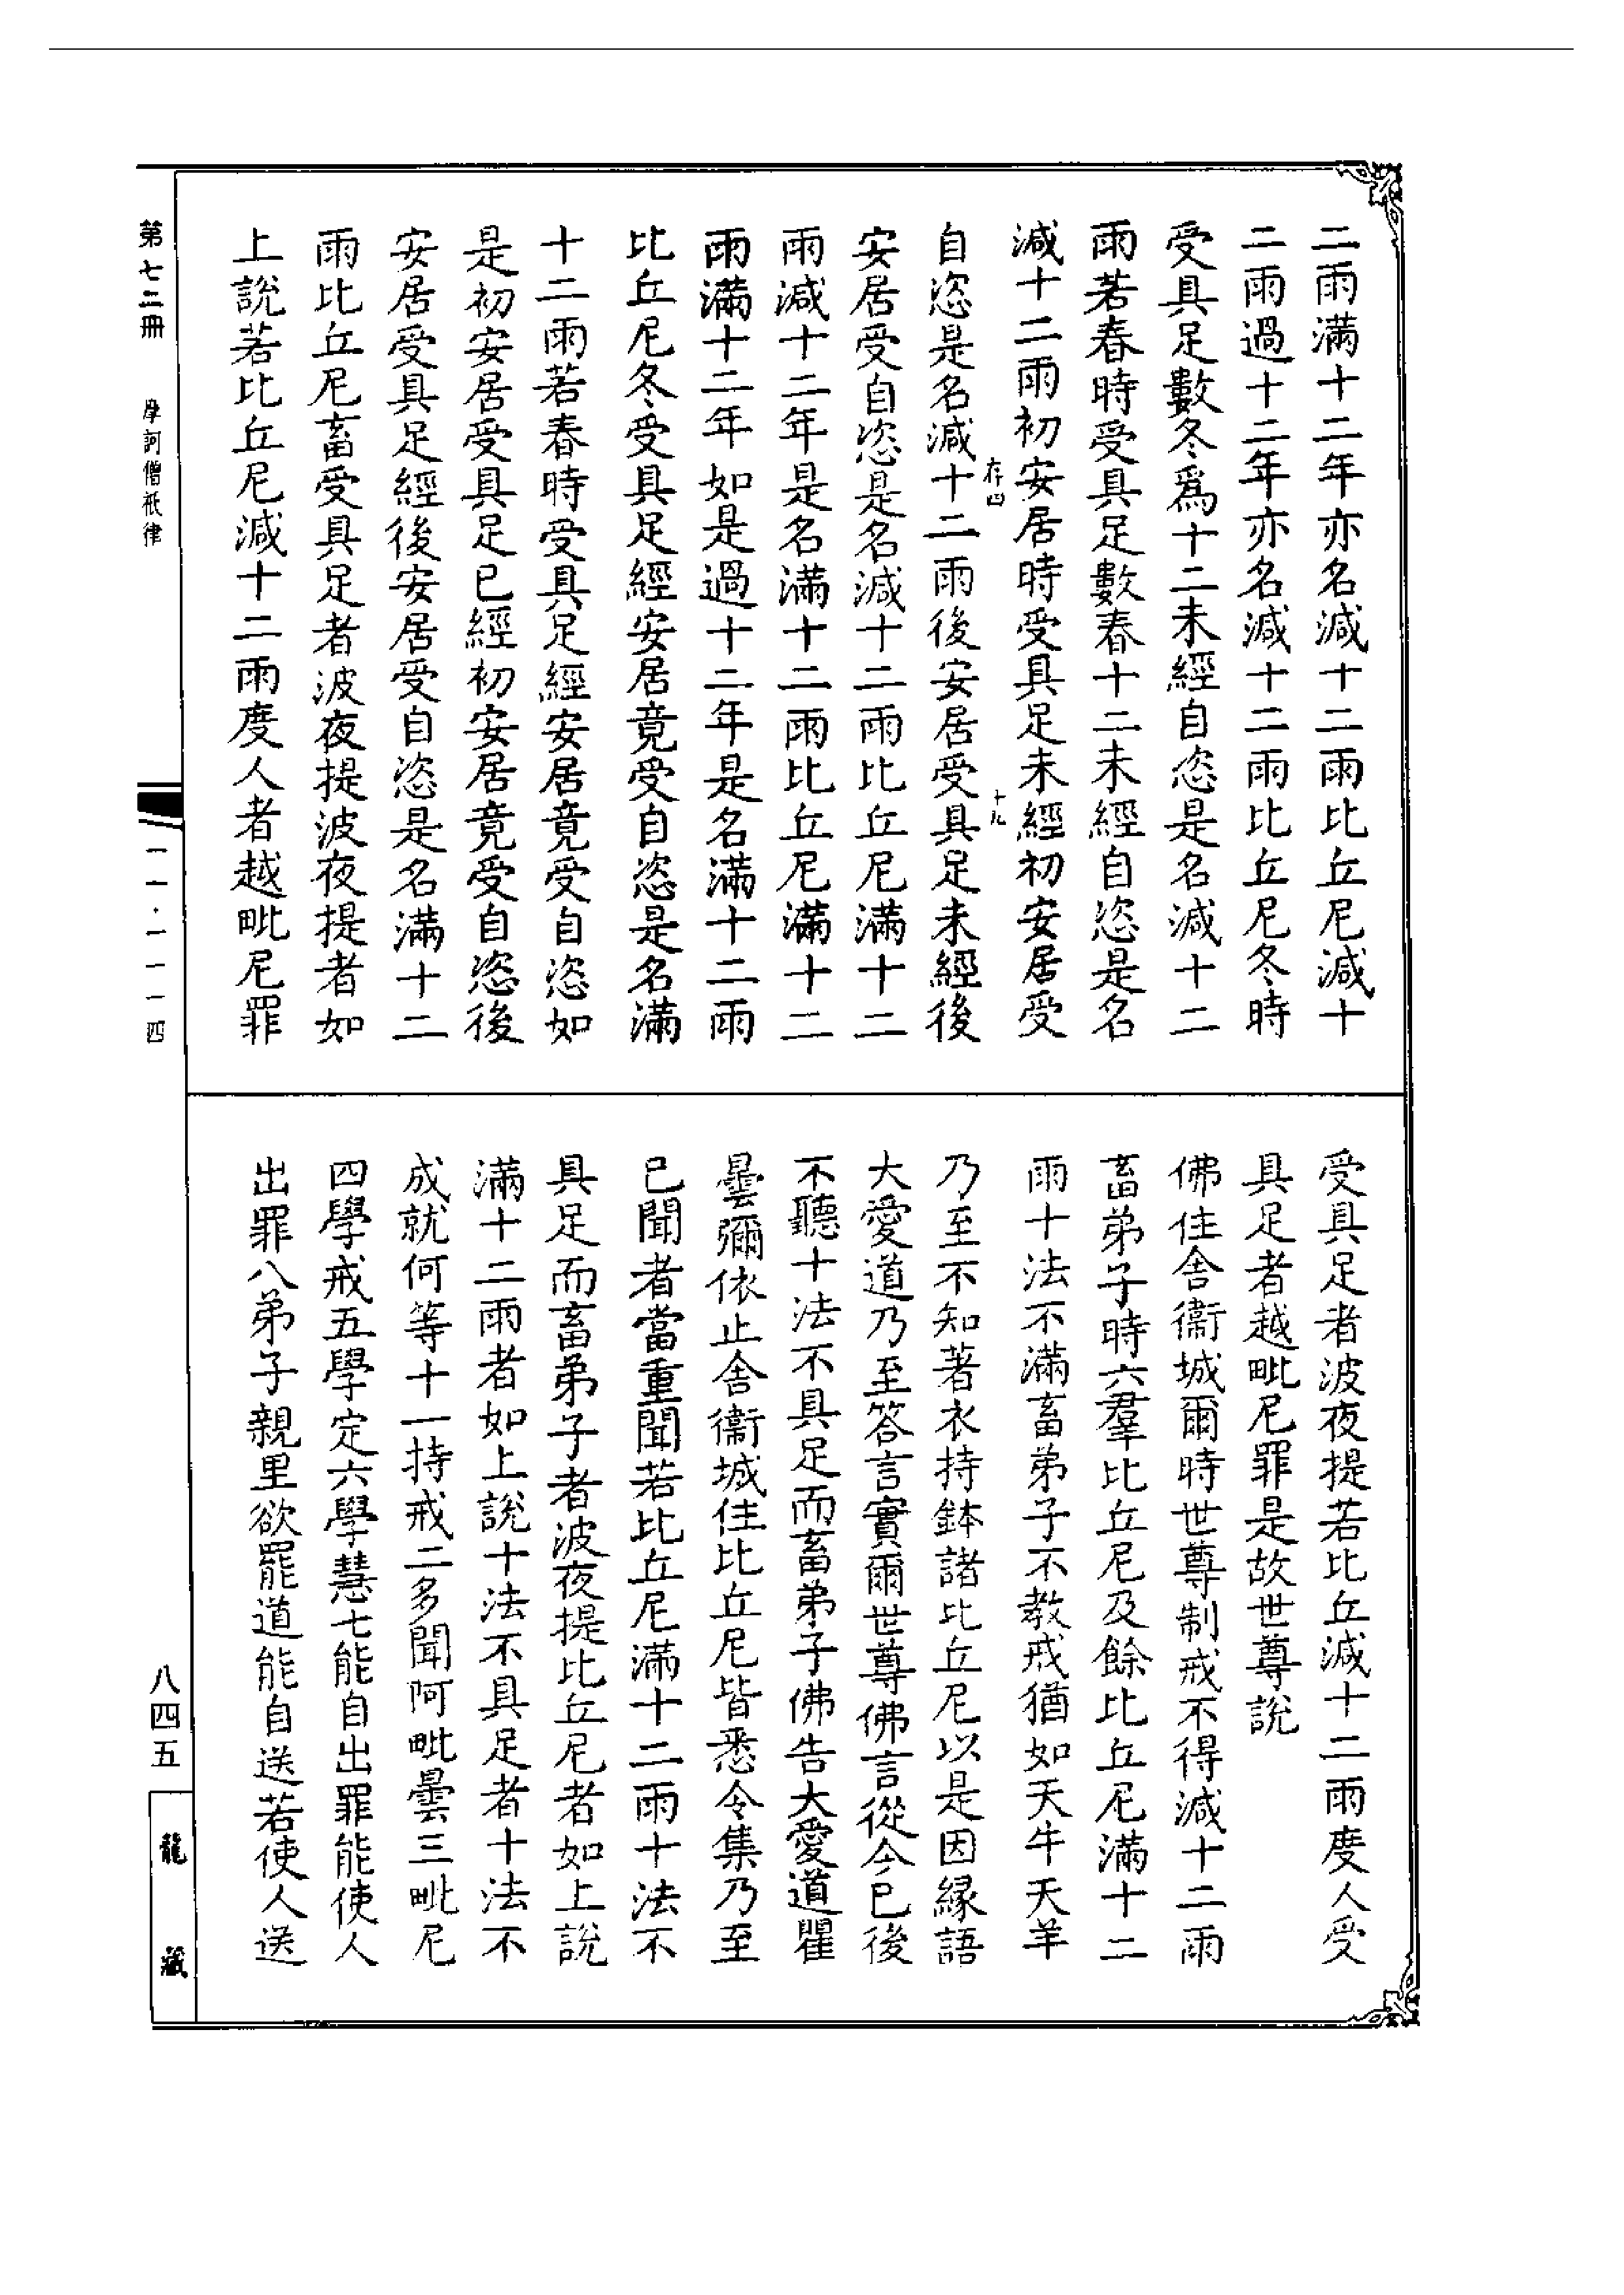 二雨滿十二年亦名減十二雨比丘尼減十
二雨過十二年亦名減十二雨比丘尼冬時
受具足數冬爲十二未經自恣是名減十二
雨若春時受具足數春十二未經自恣是名
減十二雨初安居時受具足未經初安居受
存四
十九
自恣是名減十二雨後安居受具足未經後
安居受自恣是名減十二雨比丘尼滿十二
雨減十二年是名滿十二雨比丘尼滿十二
雨滿十二年如是過十二年是名滿十二雨
比丘尼冬受具足經安居竟受自恣是名滿
十二雨若春時受具足經安居竟受自恣如
是初安居受具足已經初安居竟受自恣後
安居受具足經後安居受自恣是名滿十二
雨比丘尼畜受具足者波夜提波夜提者如
上說若比丘尼減十二雨度人者越毗尼罪
受具足者波夜提若比丘減十二雨度人受
具足者越毗尼罪是故世尊說
佛住舍衞城爾時世尊制戒不得減十二雨
畜弟子時六羣比丘尼及餘比丘尼滿十二
雨十法不滿畜弟子不教戒猶如天牛天羊
乃至不知著衣持鉢諸比丘尼以是因緣語
大愛道乃至答言實爾世尊佛言從今已後
不聽十法不具足而畜弟子佛告大愛道瞿
曇彌依止舍衞城住比丘尼皆悉令集乃至
已聞者當重聞若比丘尼滿十二雨十法不
具足而畜弟子者波夜提比丘尼者如上說
滿十二雨者如上說十法不具足者十法不
成就何等十一持戒二多聞阿毗曇三毗尼
四學戒五學定六學慧七能自出罪能使人
出罪八弟子親里欲罷道能自送若使人送
第七二冊
摩訶僧祇律
一一·一一一四
八四五
龍藏